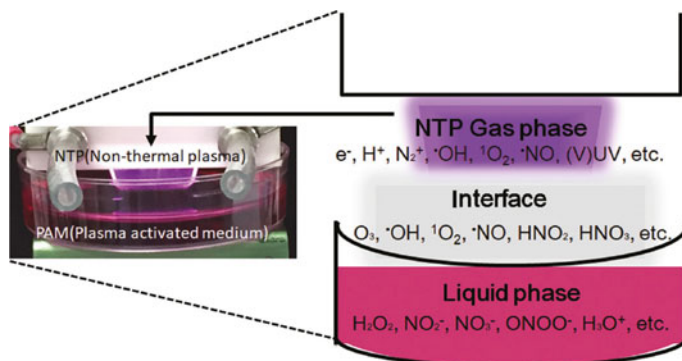 NTP(Non-thermal plasma)
PAM(Plasma activated medium)
NTP Gas phase
e⁻, H⁺, N₂⁺, •OH, ¹O₂, •NO, (V)UV, etc.
Interface
O₃, •OH, ¹O₂, •NO, HNO₂, HNO₃, etc.
Liquid phase
H₂O₂, NO₂⁻, NO₃⁻, ONOO⁻, H₃O⁺, etc.